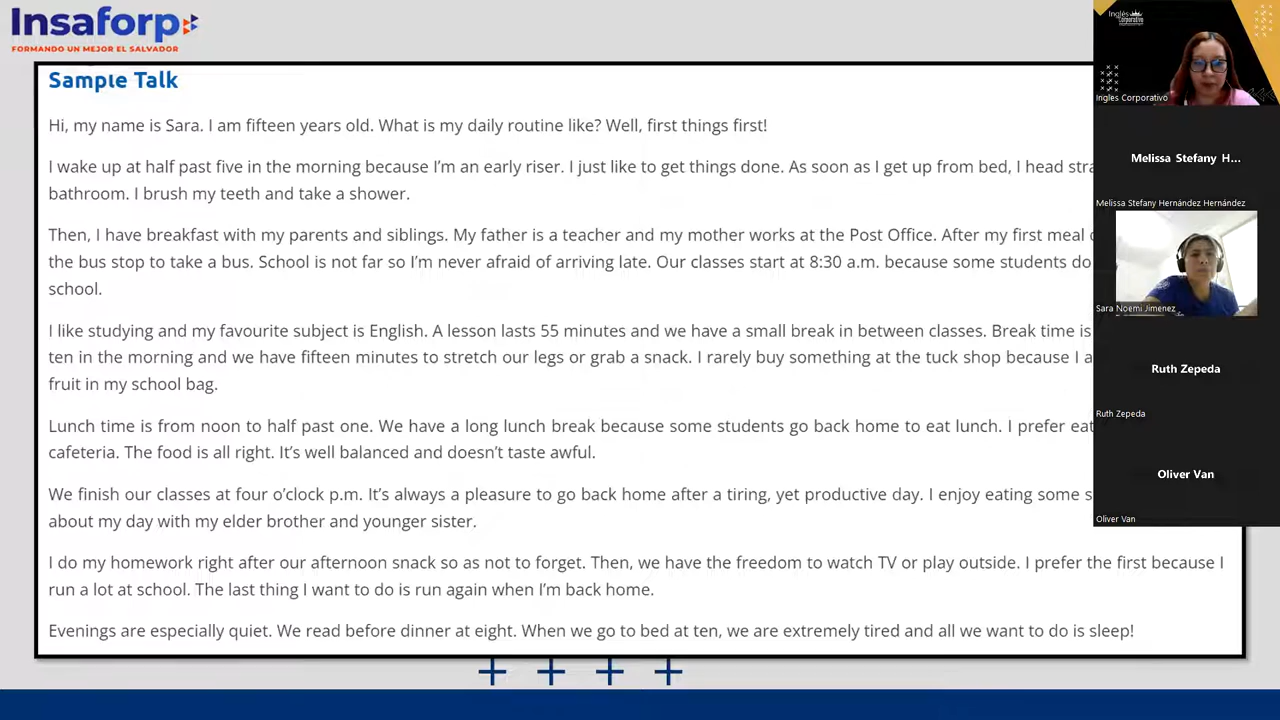 Insaforp
FORMANDO UN MEJOR EL SALVADOR
Sample Talk
Hi, my name is Sara. I am fifteen years old. What is my daily routine like? Well, first things first!
I wake up at half past five in the morning because I'm an early riser. I just like to get things done. As soon as I get up from bed, I head
bathroom. I brush my teeth and take a shower.
Then, I have breakfast with my parents and siblings. My father is a teacher and my mother works at the Post Office. After my first meal
the bus stop to take a bus. School is not far so I'm never afraid of arriving late. Our classes start at 8:30 a.m. because some students do
school.
I like studying and my favourite subject is English. A lesson lasts 55 minutes and we have a small break in between classes. Break time is
ten in the morning and we have fifteen minutes to stretch our legs or grab a snack. I rarely buy something at the tuck shop because I
fruit in my school bag.
Lunch time is from noon to half past one. We have a long lunch break because some students go back home to eat lunch. I prefer
cafeteria. The food is all right. It's well balanced and doesn't taste awful.
We finish our classes at four o'clock p.m. It's always a pleasure to go back home after a tiring, yet productive day. I enjoy eating some
about my day with my elder brother and younger sister.
I do my homework right after our afternoon snack so as not to forget. Then, we have the freedom to watch TV or play outside. I prefer the first because I
run a lot at school. The last thing I want to do is run again when I'm back home.
Evenings are especially quiet. We read before dinner at eight. When we go to bed at ten, we are extremely tired and all we want to do is sleep!
Inglés
Corporativo
Ingles Corporativo
Melissa Stefany H...
Melissa Stefany Hernández Hernández
Sara Noemi Jimenez
Ruth Zepeda
Ruth Zepeda
Oliver Van
Oliver Van